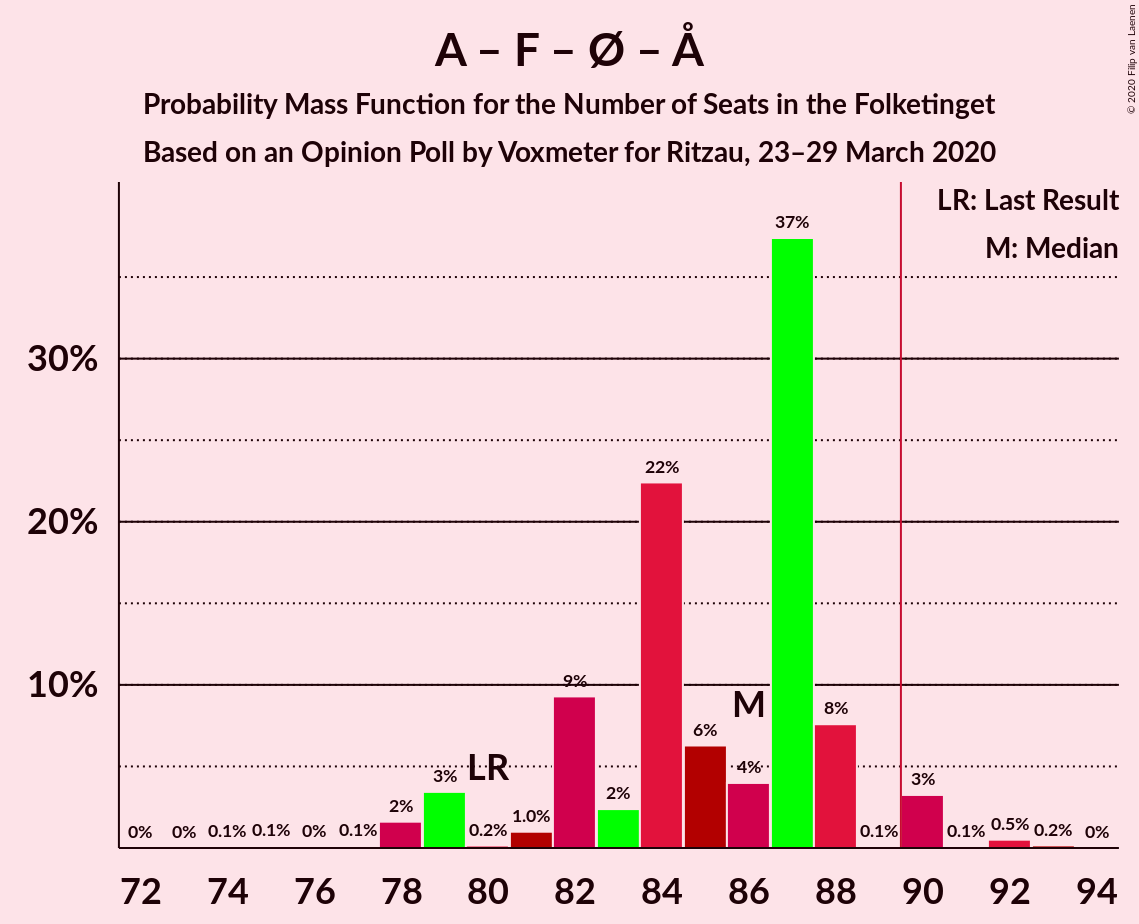 A – F – Ø – Å
Probability Mass Function for the Number of Seats in the Folketinget
Based on an Opinion Poll by Voxmeter for Ritzau, 23–29 March 2020
© 2020 Filip van Laenen
LR: Last Result
M: Median
30%
20%
10%
0% 0% 0.1% 0.1% 0% 0.1% 2% 3% 0.2% 1.0% 9% 2% 22% 6% 4% 37% 8% 0.1% 3% 0.1% 0.5% 0.2% 0%
LR
M
72 74 76 78 80 82 84 86 88 90 92 94